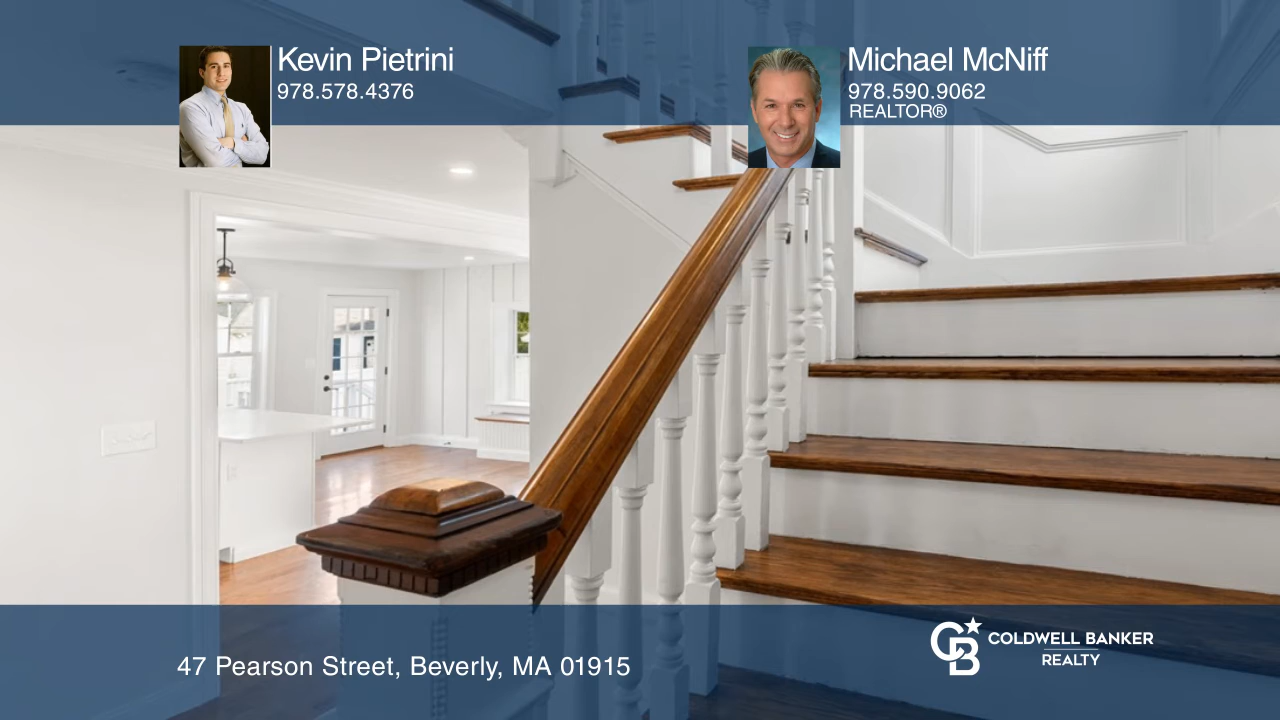 Kevin Pietrini
978.578.4376
Michael McNiff
978.590.9062
REALTOR®
47 Pearson Street, Beverly, MA 01915
CB
COLDWELL BANKER
REALTY